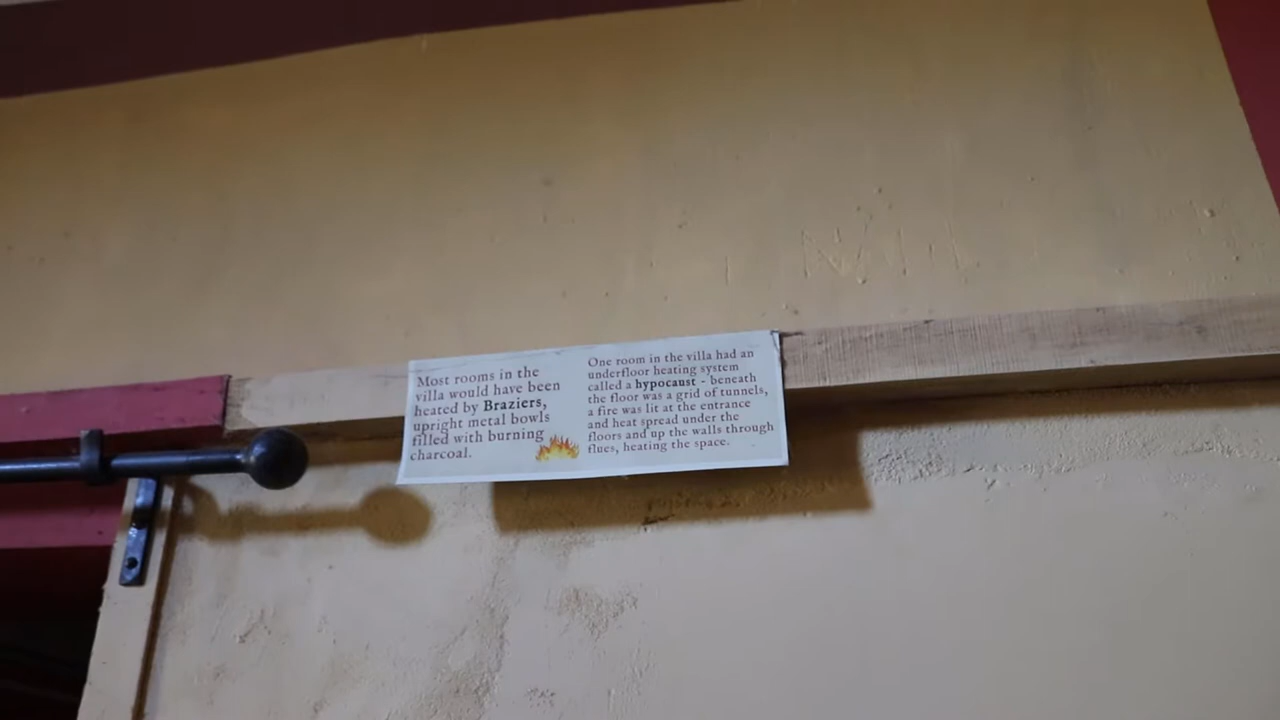 Most rooms in the
villa would have been
heated by Braziers,
upright metal bowls
filled with burning
charcoal.
One room in the villa had an
underfloor heating system
called a hypocaust - beneath
the floor was a grid of tunnels,
a fire was lit at the entrance
and heat spread under the
floors and up the walls through
flues, heating the space.